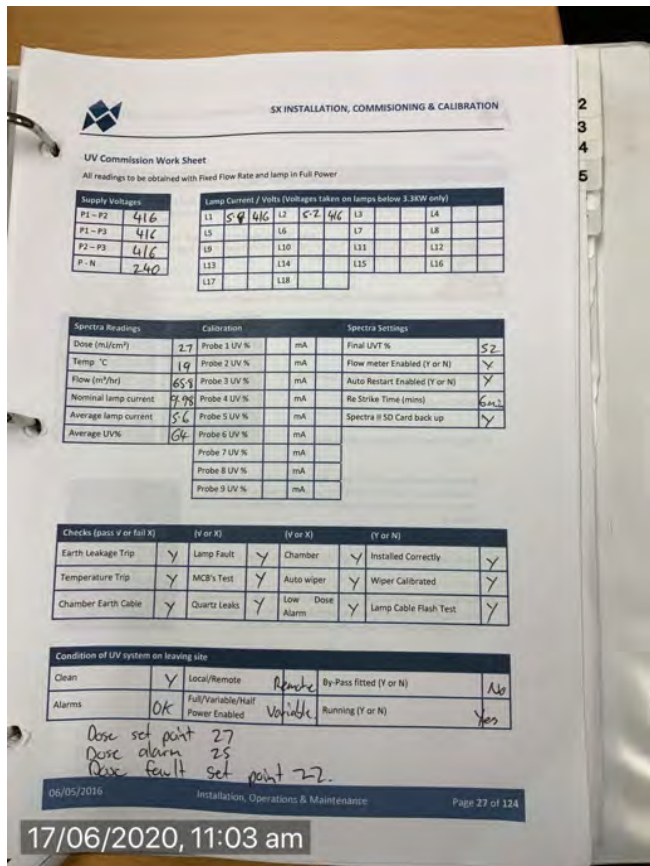 SX INSTALLATION, COMMISIONING & CALIBRATION
2
3
4
5
UV Commission Work Sheet
All readings to be obtained with Fixed Flow Rate and lamp in Full Power
Supply Voltages
P1 – P2 416
P1 – P3 416
P2 – P3 416
P - N 240
Lamp Current / Volts (Voltages taken on lamps below 3.3KW only)
L1 5.8 416 L2 5.2 416 L3 L4
L5 L6 L7 L8
L9 L10 L11 L12
L13 L14 L15 L16
L17 L18
Spectra Readings Calibration Spectra Settings
Dose (mJ/cm²) 27 Probe 1 UV % mA Final UVT % 52
Temp °C 19 Probe 2 UV % mA Flow meter Enabled (Y or N) Y
Flow (m³/hr) 65.8 Probe 3 UV % mA Auto Restart Enabled (Y or N) Y
Nominal lamp current 9.98 Probe 4 UV % mA Re Strike Time (mins)
Average lamp current 5.6 Probe 5 UV % mA Spectra II SD Card back up Y
Average UV% 64 Probe 6 UV % mA
Probe 7 UV % mA
Probe 8 UV % mA
Probe 9 UV % mA
Checks (pass √ or fail X) (√ or X) (√ or X) (Y or N)
Earth Leakage Trip Y Lamp Fault Y Chamber Y Installed Correctly Y
Temperature Trip Y MCB's Test Y Auto wiper Y Wiper Calibrated Y
Chamber Earth Cable Y Quartz Leaks Y Low Dose Alarm Y Lamp Cable Flash Test Y
Condition of UV system on leaving site
Clean Y Local/Remote Remote By-Pass fitted (Y or N) No
Alarms OK Full/Variable/Half Power Enabled Variable Running (Y or N) Yes
Dose set point 27
Dose alarm 25
Dose fault set point 22.
06/05/2016 Installation, Operations & Maintenance Page 27 of 124
17/06/2020, 11:03 am